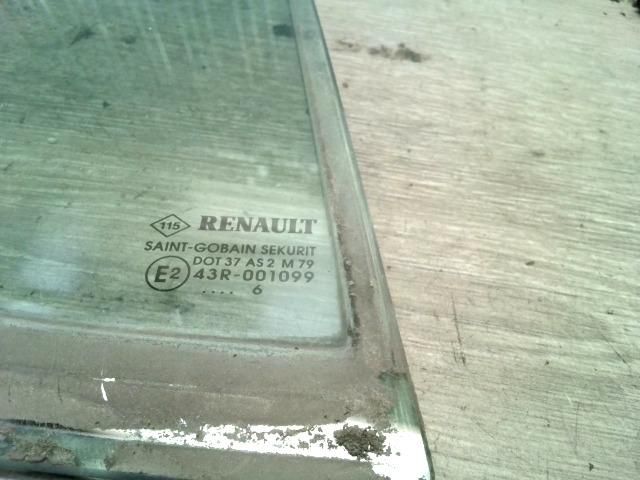 115 RENAULT
SAINT-GOBAIN SEKURIT
DOT 37 AS 2 M 79
E2 43R-001099
.... 6